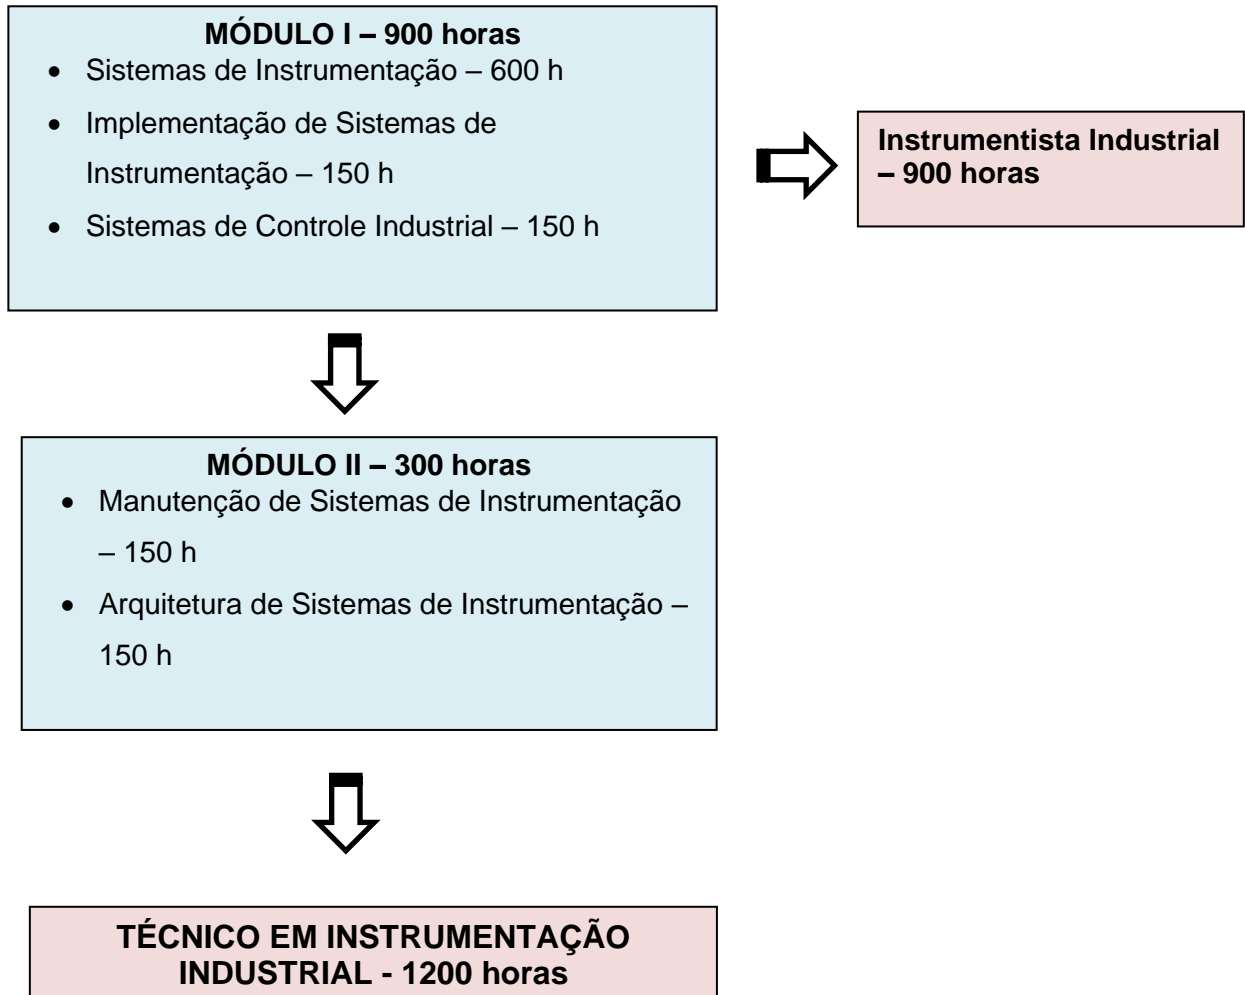 MÓDULO I – 900 horas
• Sistemas de Instrumentação – 600 h
• Implementação de Sistemas de
Instrumentação – 150 h
• Sistemas de Controle Industrial – 150 h
Instrumentista Industrial
– 900 horas
MÓDULO II – 300 horas
• Manutenção de Sistemas de Instrumentação
– 150 h
• Arquitetura de Sistemas de Instrumentação –
150 h
TÉCNICO EM INSTRUMENTAÇÃO
INDUSTRIAL - 1200 horas